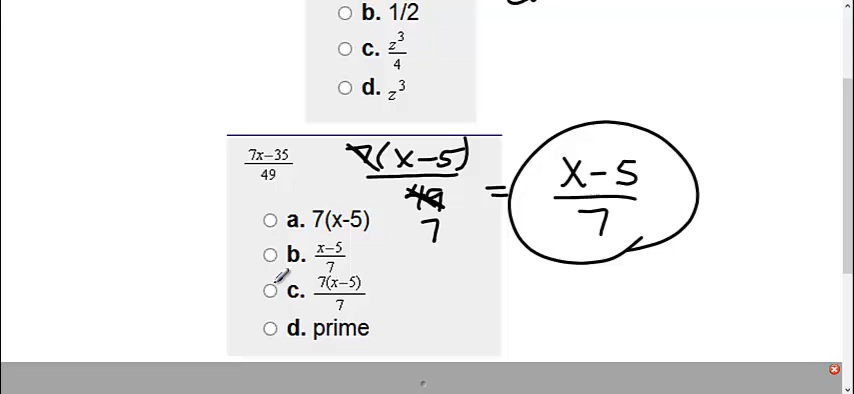 b. 1/2
c. z^3/4
d. z^3
7x−35/49
7(x−5)/49 7 = x−5/7
a. 7(x-5)
b. x−5/7
c. 7(x−5)/7
d. prime